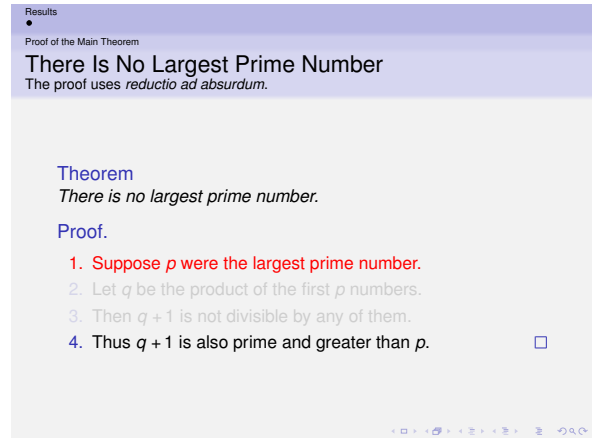 Results
Proof of the Main Theorem
There Is No Largest Prime Number
The proof uses reductio ad absurdum.
Theorem
There is no largest prime number.
Proof.
1. Suppose p were the largest prime number.
2. Let q be the product of the first p numbers.
3. Then q + 1 is not divisible by any of them.
4. Thus q + 1 is also prime and greater than p.